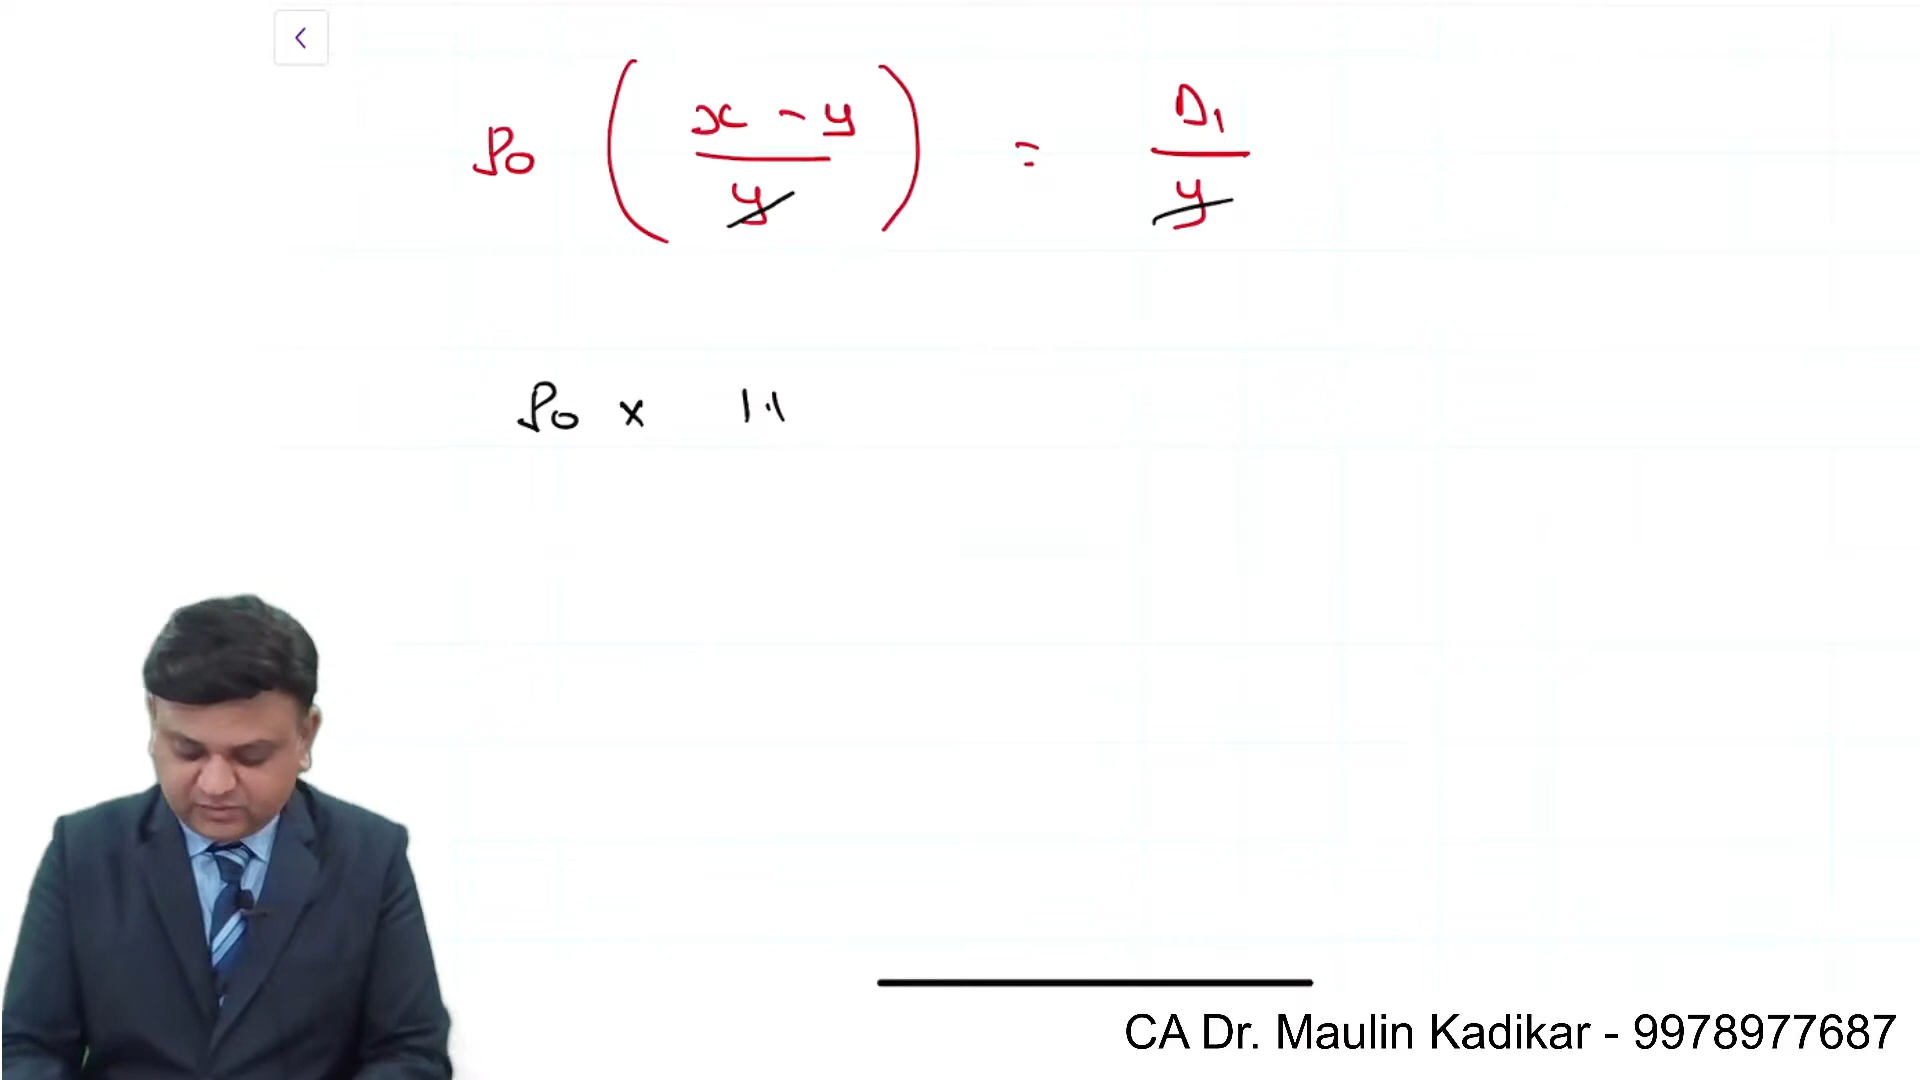 P₀ ( x - y / y ) = D₁ / y
P₀ × 1.1
CA Dr. Maulin Kadikar - 9978977687